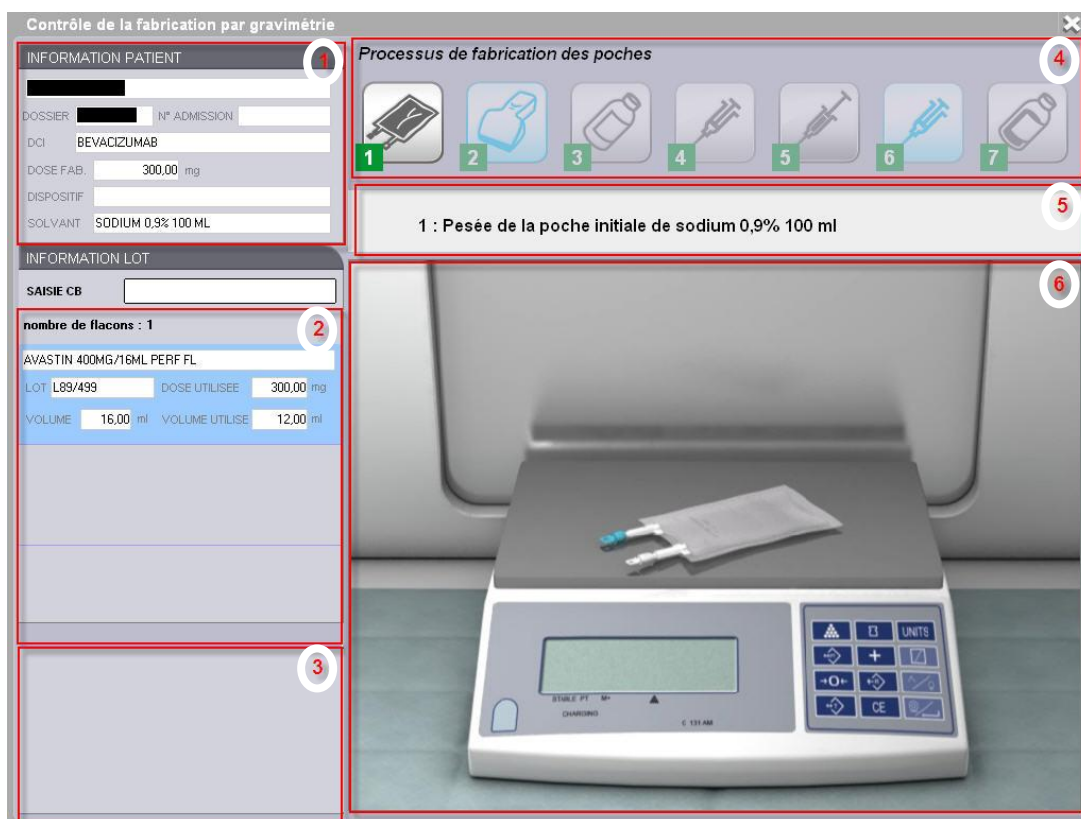 Contrôle de la fabrication par gravimétrie
INFORMATION PATIENT
1
DOSSIER N° ADMISSION
DCI BEVACIZUMAB
DOSE FAB. 300,00 mg
DISPOSITIF
SOLVANT SODIUM 0,9% 100 ML
INFORMATION LOT
SAISIE CB
nombre de flacons : 1
2
AVASTIN 400MG/16ML PERF FL
LOT L89/499 DOSE UTILISEE 300,00 mg
VOLUME 16,00 ml VOLUME UTILISE 12,00 ml
3
Processus de fabrication des poches
4
1 2 3 4 5 6 7
5
1 : Pesée de la poche initiale de sodium 0,9% 100 ml
6
UNITS
+
→0←
CE
STABLE PT M+
CHARGING
C 131 AM